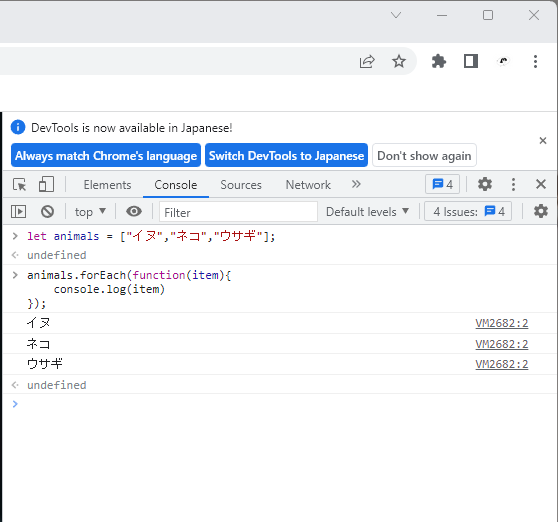 DevTools is now available in Japanese!
Always match Chrome's language Switch DevTools to Japanese Don't show again
Elements Console Sources Network 4
top Filter Default levels 4 Issues: 4
let animals = ["イヌ","ネコ","ウサギ"];
undefined
animals.forEach(function(item){
console.log(item)
});
イヌ VM2682:2
ネコ VM2682:2
ウサギ VM2682:2
undefined